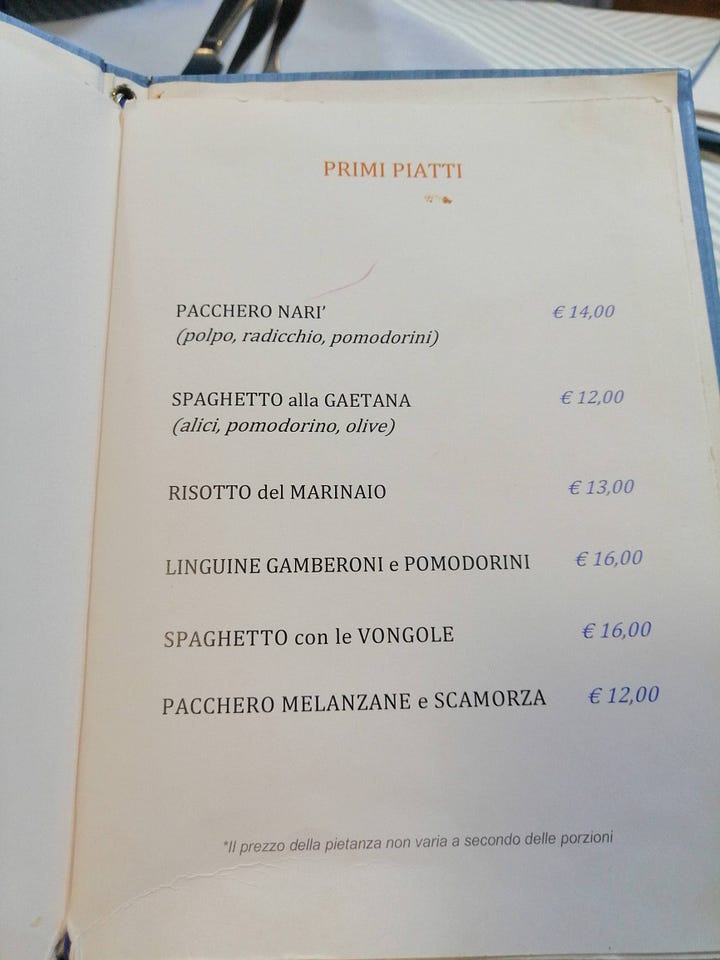 PRIMI PIATTI
PACCHERO NARI’ € 14,00
(polpo, radicchio, pomodorini)
SPAGHETTO alla GAETANA € 12,00
(alici, pomodorino, olive)
RISOTTO del MARINAIO € 13,00
LINGUINE GAMBERONI e POMODORINI € 16,00
SPAGHETTO con le VONGOLE € 16,00
PACCHERO MELANZANE e SCAMORZA € 12,00
*Il prezzo della pietanza non varia a secondo delle porzioni